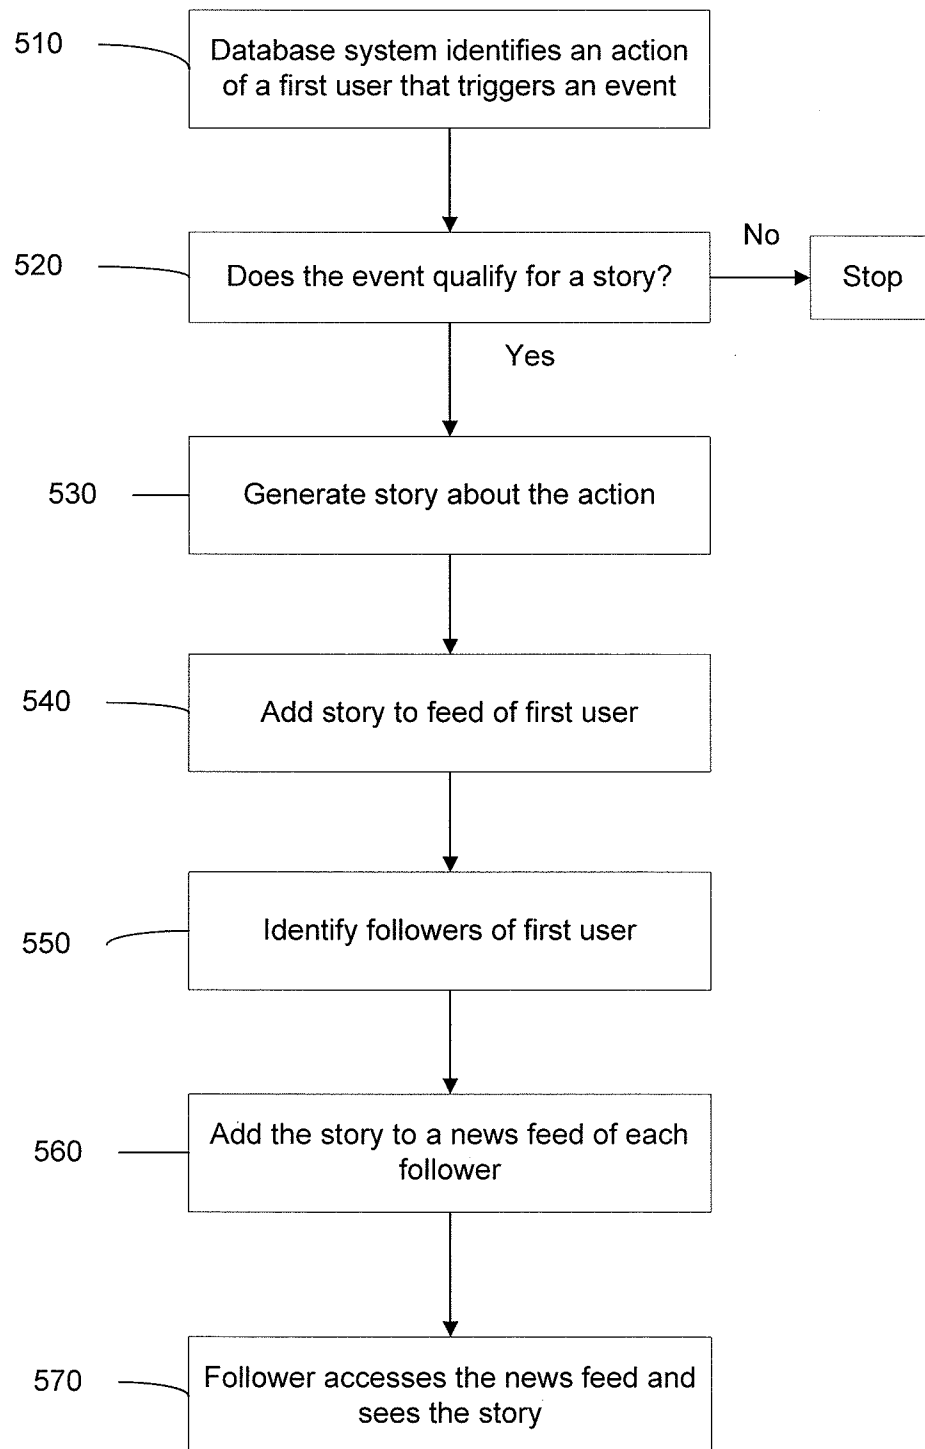 510
Database system identifies an action
of a first user that triggers an event
520
Does the event qualify for a story?
No
Stop
Yes
530
Generate story about the action
540
Add story to feed of first user
550
Identify followers of first user
560
Add the story to a news feed of each
follower
570
Follower accesses the news feed and
sees the story